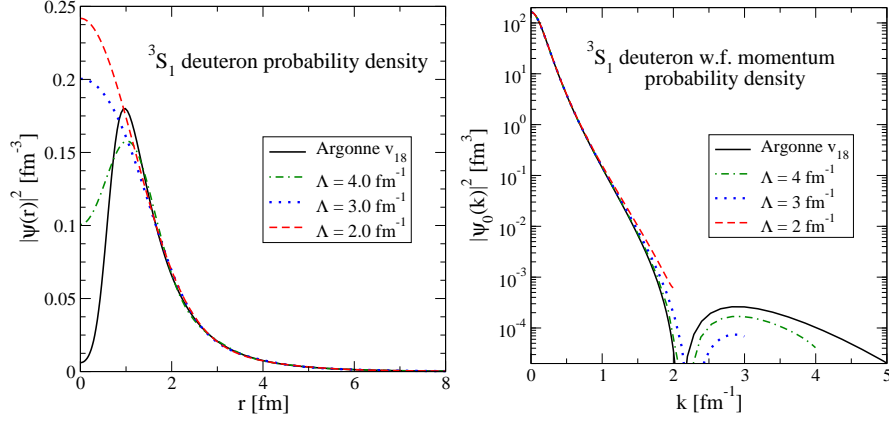 ³S₁ deuteron probability density
|ψ(r)|² [fm⁻³]
0.25
0.2
0.15
0.1
0.05
0
Argonne v₁₈
Λ = 4.0 fm⁻¹
Λ = 3.0 fm⁻¹
Λ = 2.0 fm⁻¹
0 2 4 6 8
r [fm]
³S₁ deuteron w.f. momentum
probability density
|ψ₀(k)|² [fm³]
10²
10¹
10⁰
10⁻¹
10⁻²
10⁻³
10⁻⁴
Argonne v₁₈
Λ = 4 fm⁻¹
Λ = 3 fm⁻¹
Λ = 2 fm⁻¹
0 1 2 3 4 5
k [fm⁻¹]